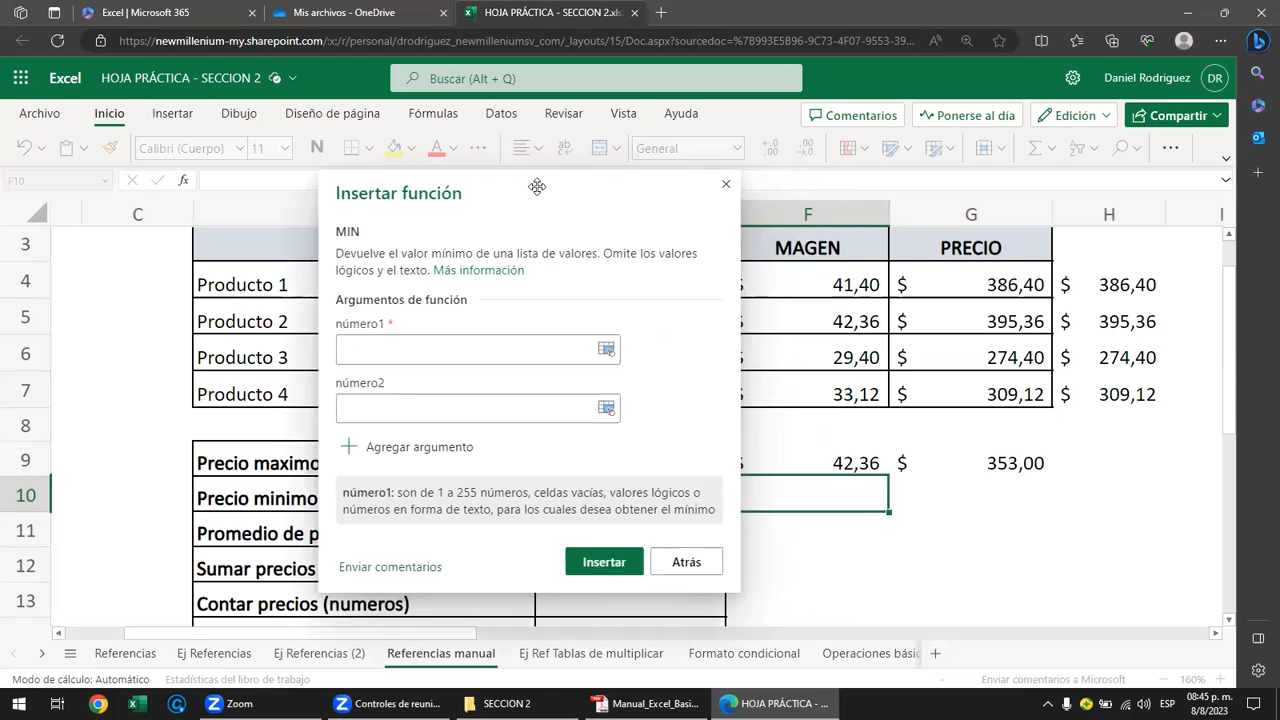 Excel | Microsoft 365
Mis archivos - OneDrive
HOJA PRÁCTICA - SECCION 2.xls
https://newmillenium-my.sharepoint.com/:x:/r/personal/drodriguez_newmilleniumsv_com/_layouts/15/Doc.aspx?sourcedoc=%7B993E5B96-9C73-4F07-9553-39...
Excel HOJA PRÁCTICA - SECCION 2
Buscar (Alt + Q)
Daniel Rodriguez DR
Archivo Inicio Insertar Dibujo Diseño de página Fórmulas Datos Revisar Vista Ayuda
Comentarios Ponerse al día Edición Compartir
Calibri (Cuerpo) N A General
F10 fx
Insertar función
MIN
Devuelve el valor mínimo de una lista de valores. Omite los valores
lógicos y el texto. Más información
Argumentos de función
número1 *
número2
Agregar argumento
número1: son de 1 a 255 números, celdas vacías, valores lógicos o
números en forma de texto, para los cuales desea obtener el mínimo
Enviar comentarios Insertar Atrás
C F G H I
3 MAGEN PRECIO
4 Producto 1 41,40 $ 386,40 $ 386,40
5 Producto 2 42,36 $ 395,36 $ 395,36
6 Producto 3 29,40 $ 274,40 $ 274,40
7 Producto 4 33,12 $ 309,12 $ 309,12
8
9 Precio maximo 42,36 $ 353,00
10 Precio minimo
11 Promedio de p
12 Sumar precios
13 Contar precios (numeros)
Referencias Ej Referencias Ej Referencias (2) Referencias manual Ej Ref Tablas de multiplicar Formato condicional Operaciones básic
Modo de cálculo: Automático Estadísticas del libro de trabajo Enviar comentarios a Microsoft 160%
Zoom Controles de reuni... SECCION 2 Manual_Excel_Basi... HOJA PRÁCTICA - ... ESP 08:45 p. m.
8/8/2023